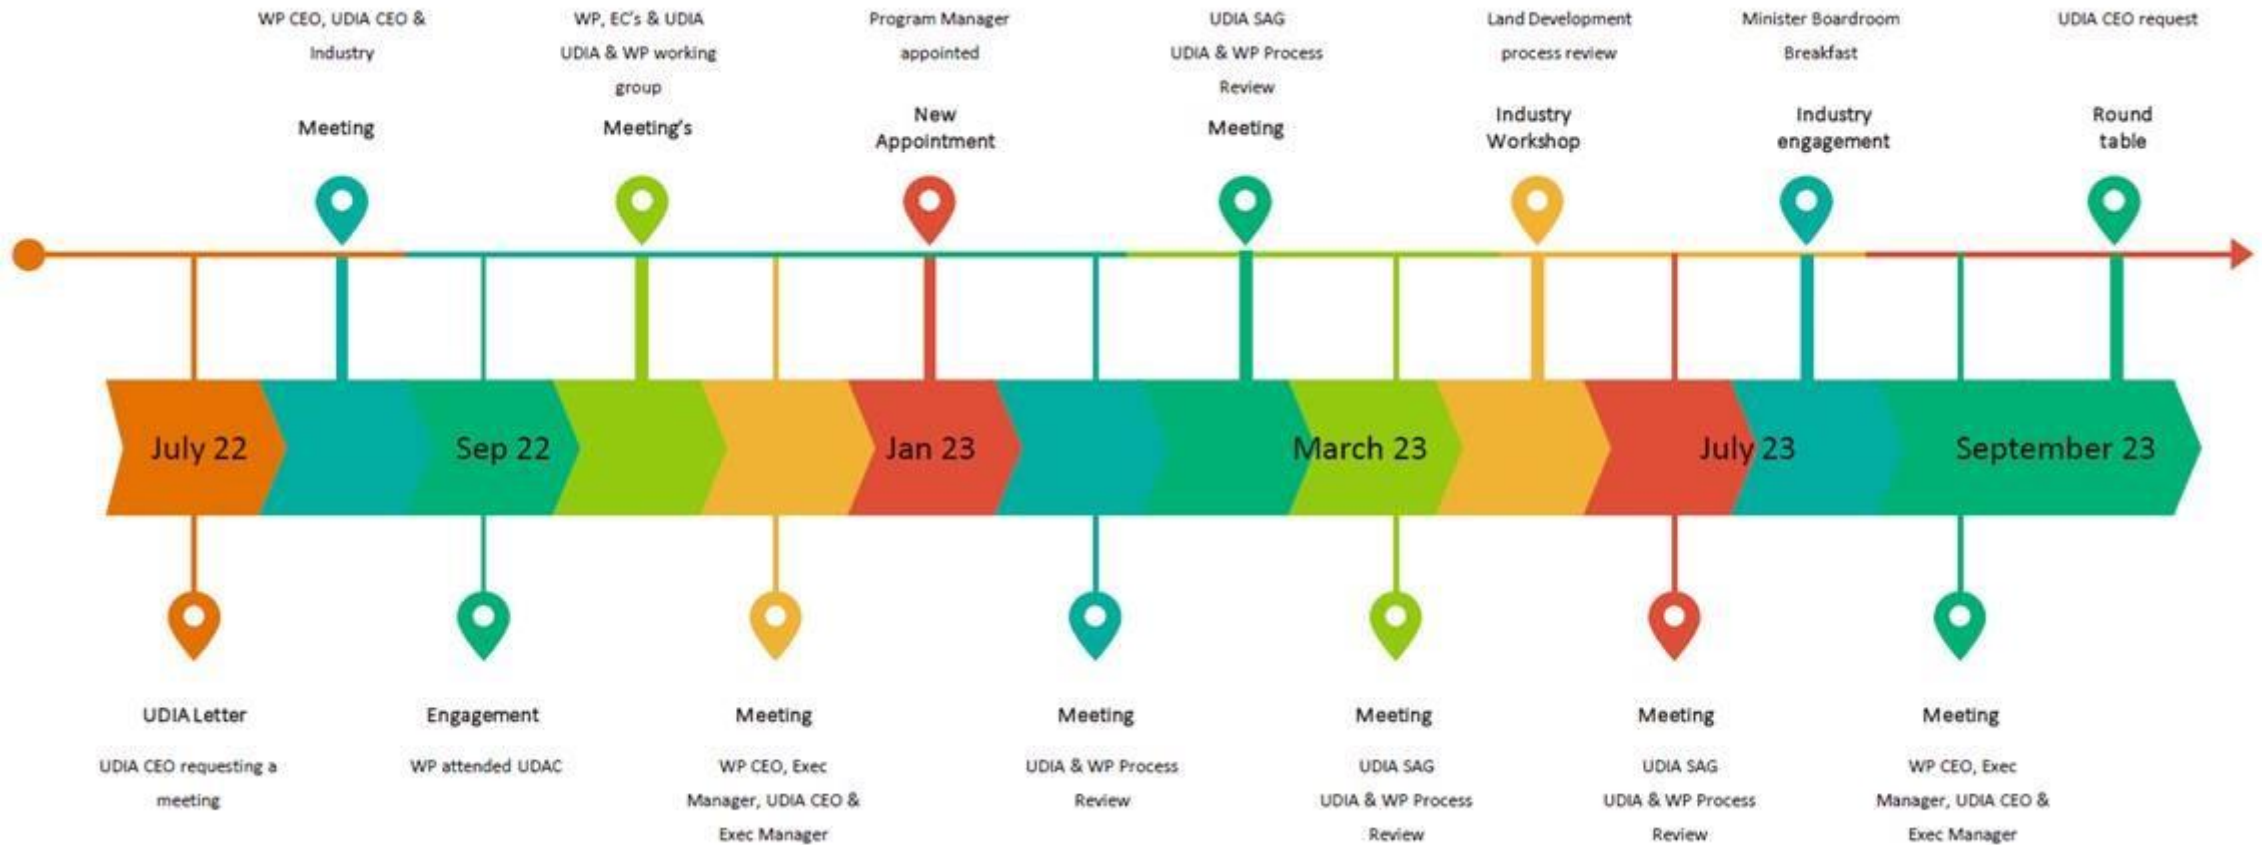 WP CEO, UDIA CEO &
Industry
Meeting
WP, EC's & UDIA
UDIA & WP working
group
Meeting's
Program Manager
appointed
New
Appointment
UDIA SAG
UDIA & WP Process
Review
Meeting
Land Development
process review
Industry
Workshop
Minister Boardroom
Breakfast
Industry
engagement
UDIA CEO request
Round
table
July 22
Sep 22
Jan 23
March 23
July 23
September 23
UDIA Letter
UDIA CEO requesting a
meeting
Engagement
WP attended UDAC
Meeting
WP CEO, Exec
Manager, UDIA CEO &
Exec Manager
Meeting
UDIA & WP Process
Review
Meeting
UDIA SAG
UDIA & WP Process
Review
Meeting
UDIA SAG
UDIA & WP Process
Review
Meeting
WP CEO, Exec
Manager, UDIA CEO &
Exec Manager